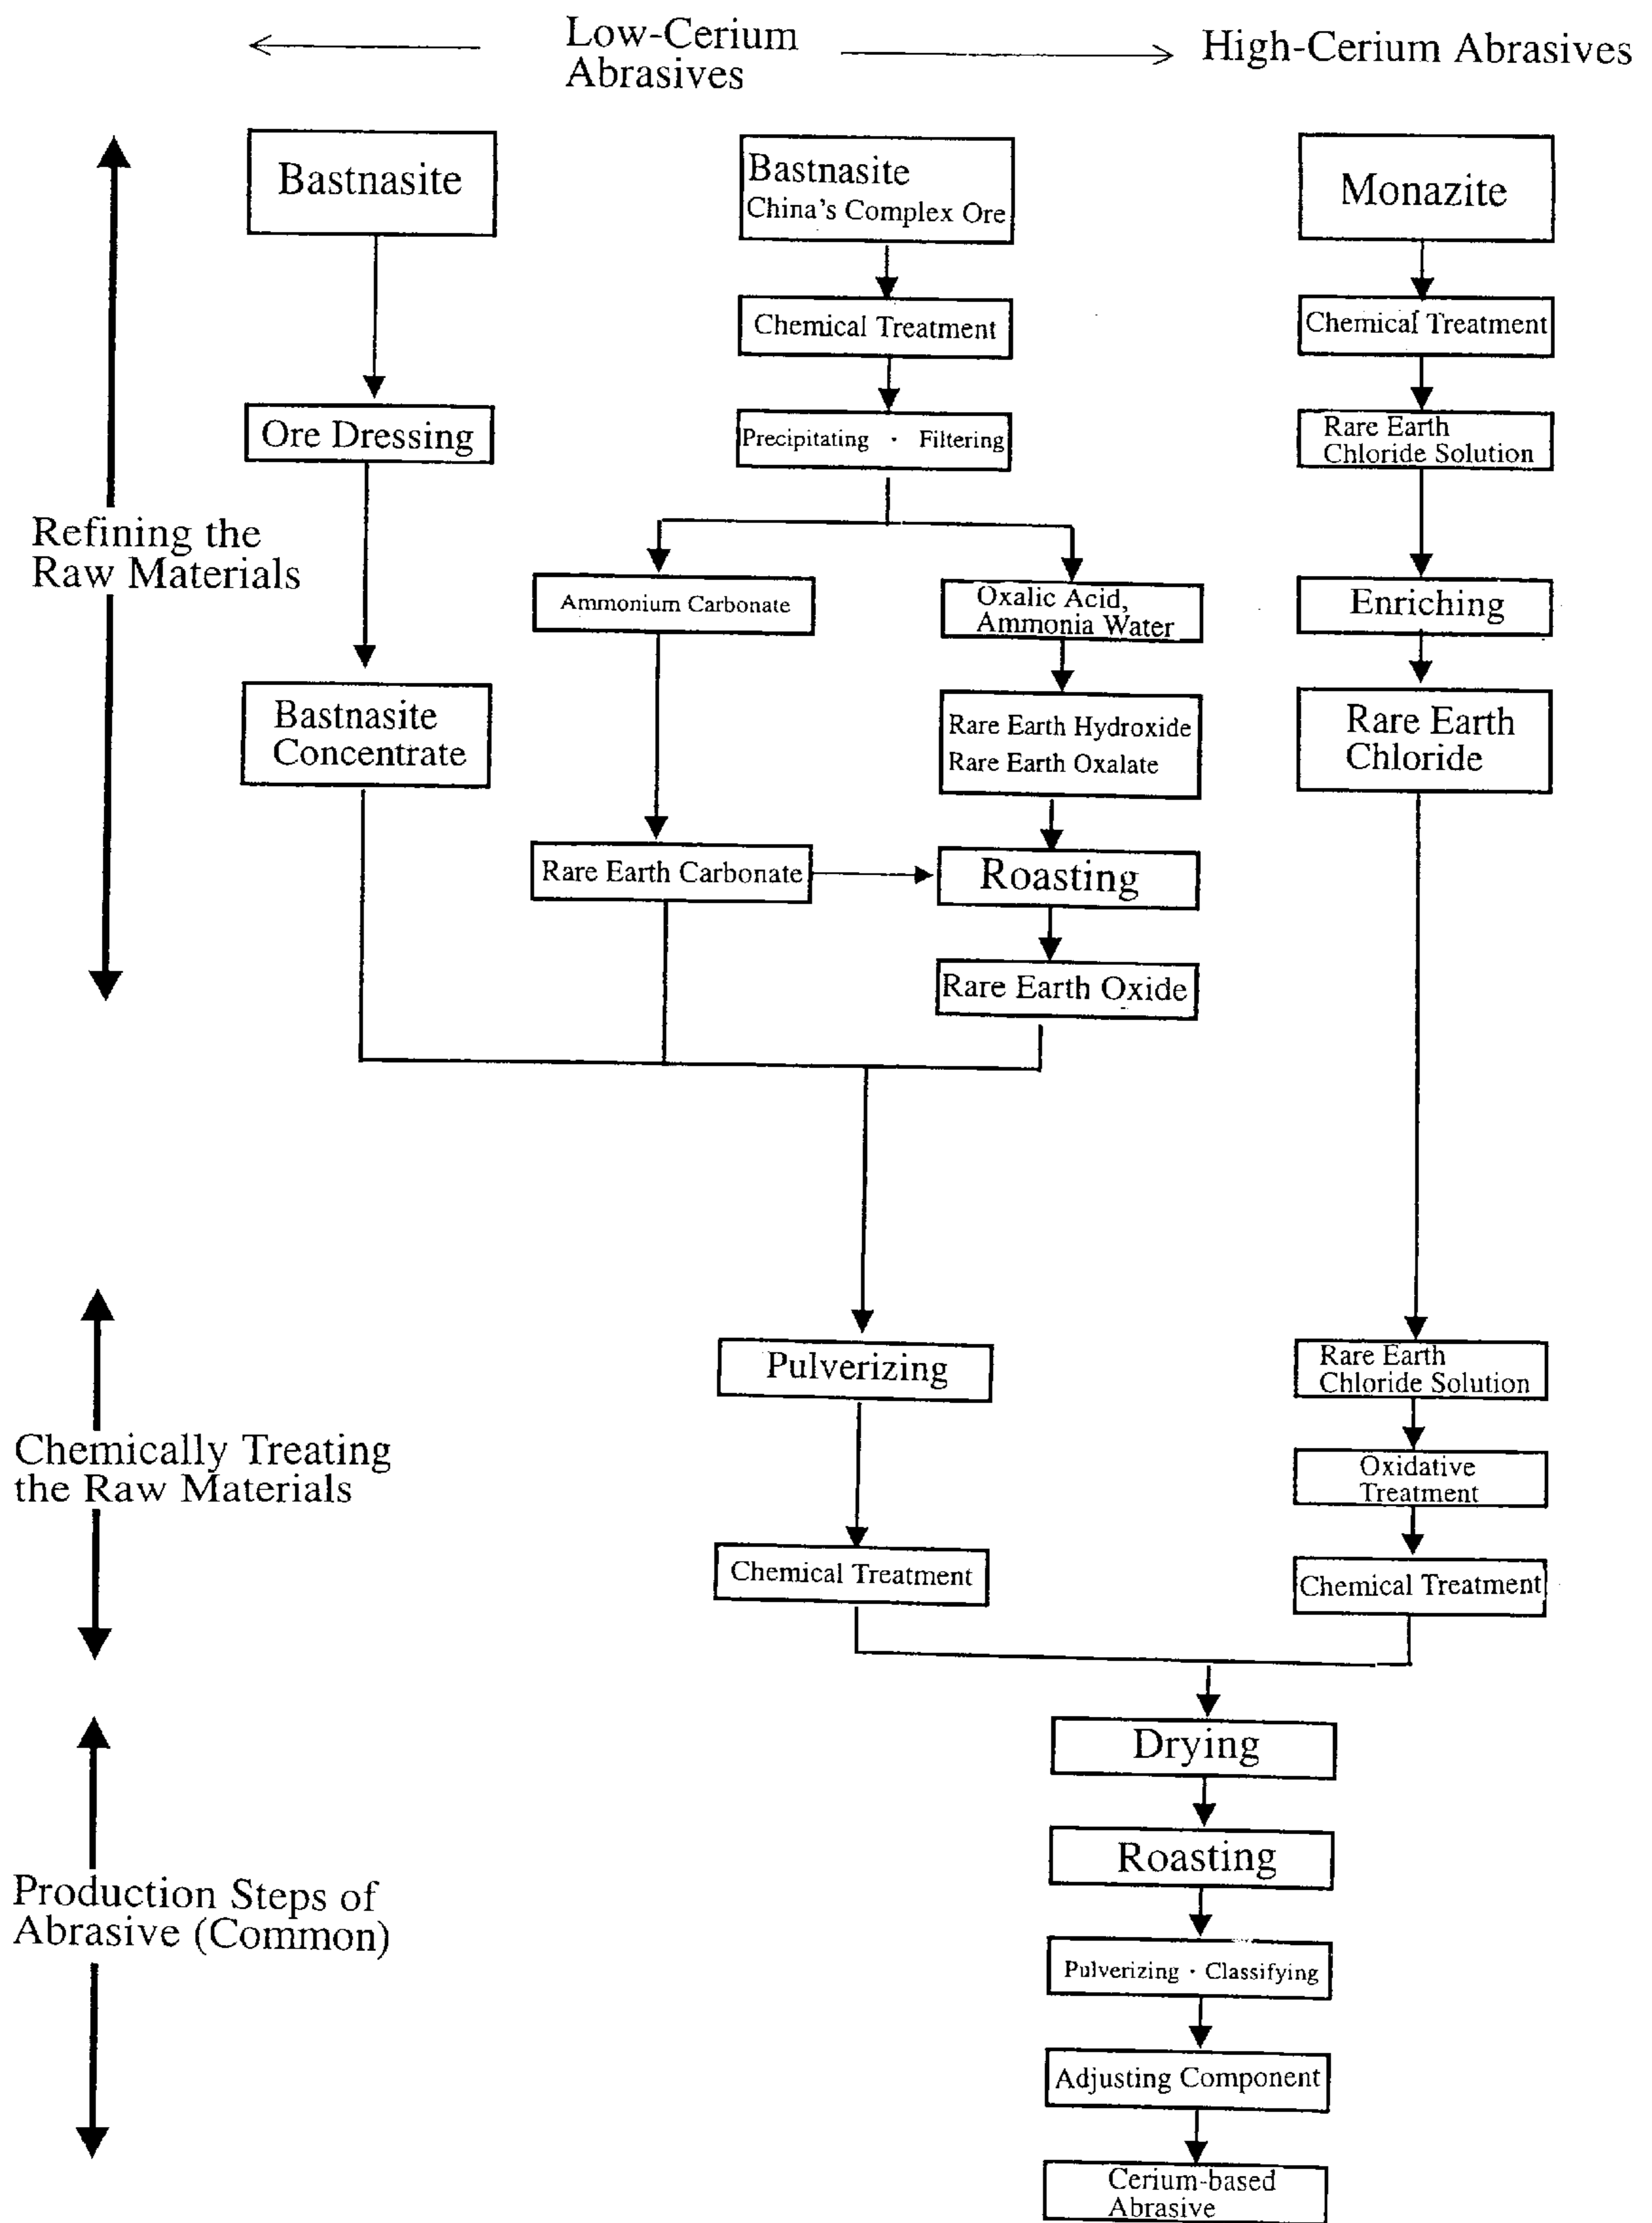 Low-Cerium
Abrasives
High-Cerium Abrasives
Bastnasite
Bastnasite
China's Complex Ore
Monazite
Chemical Treatment
Chemical Treatment
Ore Dressing
Precipitating · Filtering
Rare Earth
Chloride Solution
Refining the
Raw Materials
Ammonium Carbonate
Oxalic Acid,
Ammonia Water
Enriching
Bastnasite
Concentrate
Rare Earth Hydroxide
Rare Earth Oxalate
Rare Earth
Chloride
Rare Earth Carbonate
Roasting
Rare Earth Oxide
Pulverizing
Rare Earth
Chloride Solution
Chemically Treating
the Raw Materials
Oxidative
Treatment
Chemical Treatment
Chemical Treatment
Drying
Roasting
Production Steps of
Abrasive (Common)
Pulverizing · Classifying
Adjusting Component
Cerium-based
Abrasive